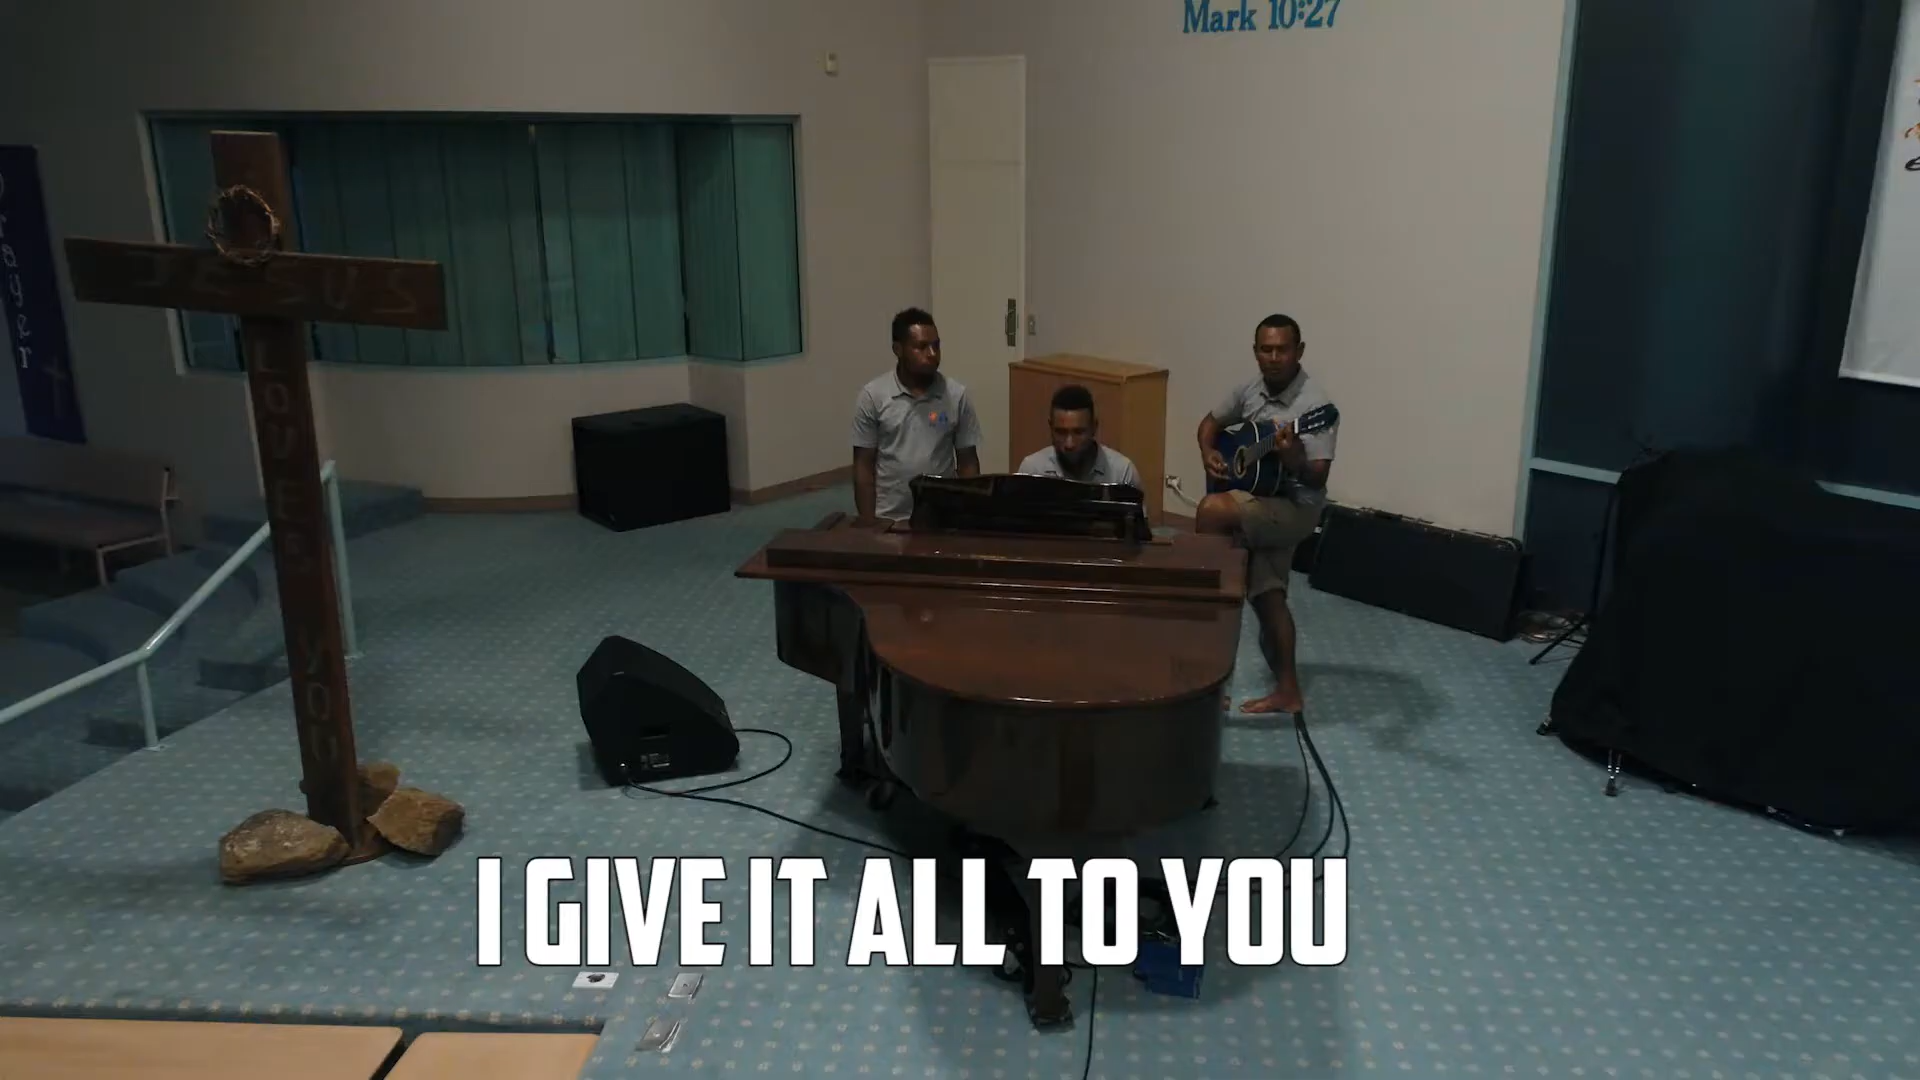 Mark 10:27
JESUS
LOVES
YOU
I GIVE IT ALL TO YOU